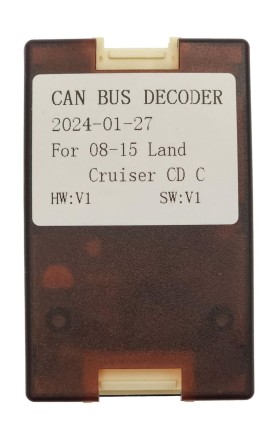 CAN BUS DECODER
2024-01-27
For 08-15 Land
Cruiser CD C
HW:V1 SW:V1